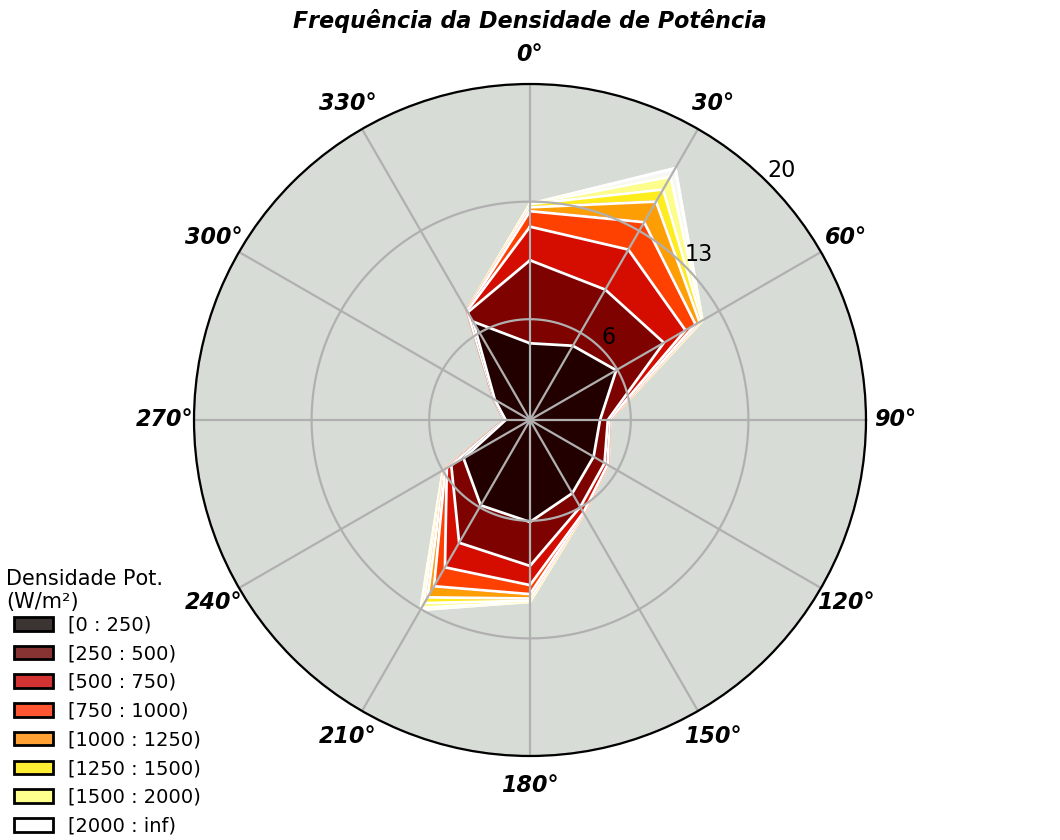 Frequência da Densidade de Potência
0°
330°
30°
20
300°
60°
13
6
270°
90°
Densidade Pot.
(W/m²)
240°
120°
[0 : 250)
[250 : 500)
[500 : 750)
[750 : 1000)
210°
150°
[1000 : 1250)
[1250 : 1500)
180°
[1500 : 2000)
[2000 : inf)